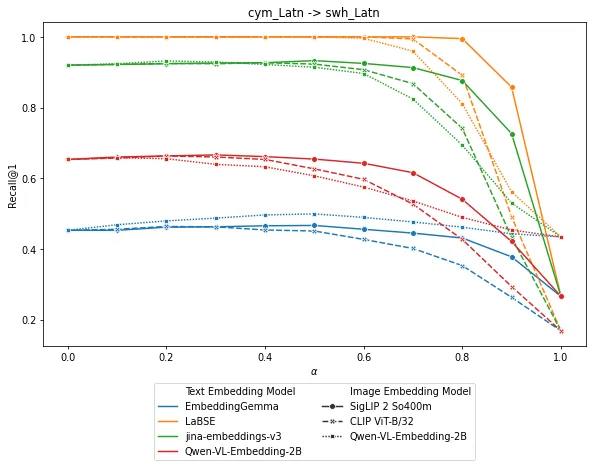 cym_Latn -> swh_Latn
Recall@1
1.0
0.8
0.6
0.4
0.2
0.0 0.2 0.4 0.6 0.8 1.0
α
Text Embedding Model
EmbeddingGemma
LaBSE
jina-embeddings-v3
Qwen-VL-Embedding-2B
Image Embedding Model
SigLIP 2 So400m
CLIP ViT-B/32
Qwen-VL-Embedding-2B